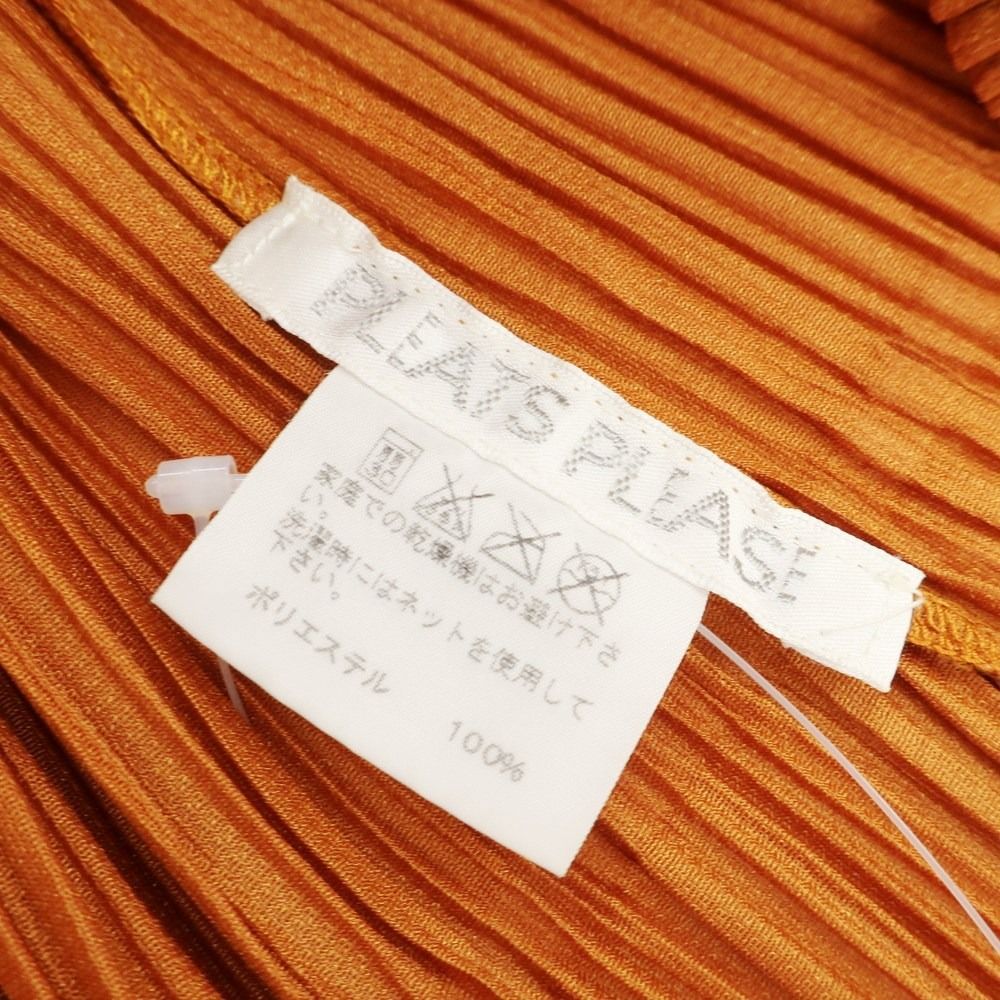 PLEATS PLEASE
家庭での乾燥機はお避け下さ
い。
洗濯時にはネットを使用して
下さい。
ポリエステル 100%